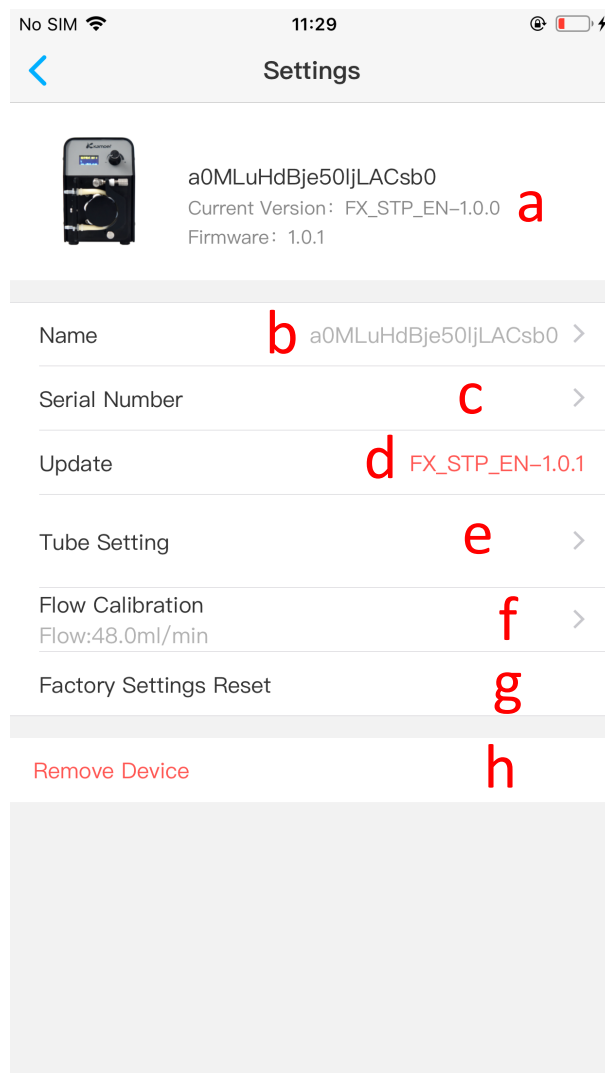 No SIM 11:29
Settings
Kamoer
a0MLuHdBje50ljLACsb0
Current Version: FX_STP_EN-1.0.0 a
Firmware: 1.0.1
Name b a0MLuHdBje50ljLACsb0
Serial Number c
Update d FX_STP_EN-1.0.1
Tube Setting e
Flow Calibration f
Flow:48.0ml/min
Factory Settings Reset g
Remove Device h